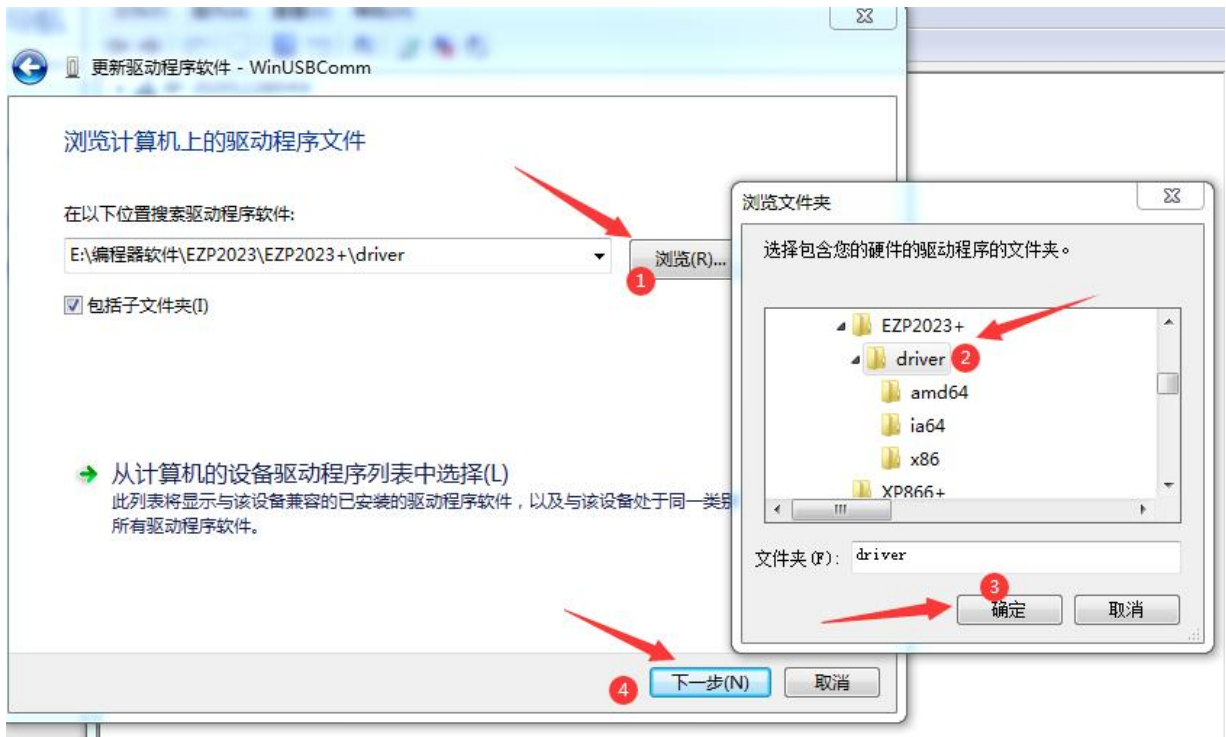 更新驱动程序软件 - WinUSBComm
浏览计算机上的驱动程序文件
在以下位置搜索驱动程序软件:
E:\编程器软件\EZP2023\EZP2023+\driver
浏览(R)...
1
包括子文件夹(I)
从计算机的设备驱动程序列表中选择(L)
此列表将显示与该设备兼容的已安装的驱动程序软件，以及与该设备处于同一类
所有驱动程序软件。
4
下一步(N)
取消
浏览文件夹
选择包含您的硬件的驱动程序的文件夹。
EZP2023+
driver
2
amd64
ia64
x86
XP866+
文件夹(F):
driver
3
确定
取消